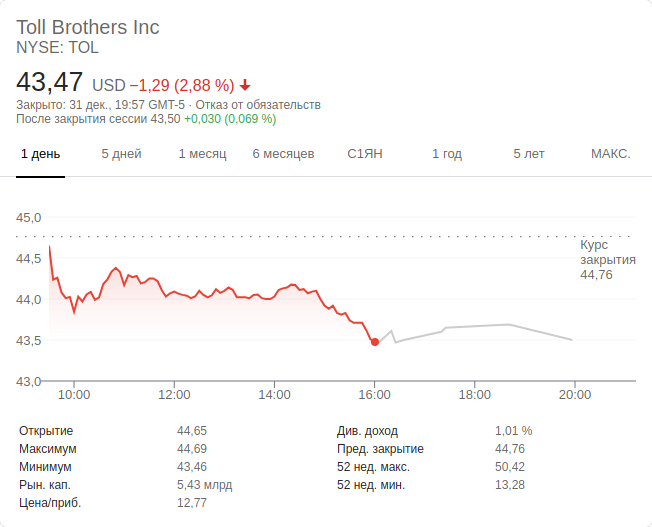 Toll Brothers Inc
NYSE: TOL
43,47 USD −1,29 (2,88 %)
Закрыто: 31 дек., 19:57 GMT-5 · Отказ от обязательств
После закрытия сессии 43,50 +0,030 (0,069 %)
1 день 5 дней 1 месяц 6 месяцев С1ЯН 1 год 5 лет МАКС.
45,0
Курс
закрытия
44,76
44,5
44,0
43,5
43,0
10:00 12:00 14:00 16:00 18:00 20:00
Открытие 44,65 Див. доход 1,01 %
Максимум 44,69 Пред. закрытие 44,76
Минимум 43,46 52 нед. макс. 50,42
Рын. кап. 5,43 млрд 52 нед. мин. 13,28
Цена/приб. 12,77